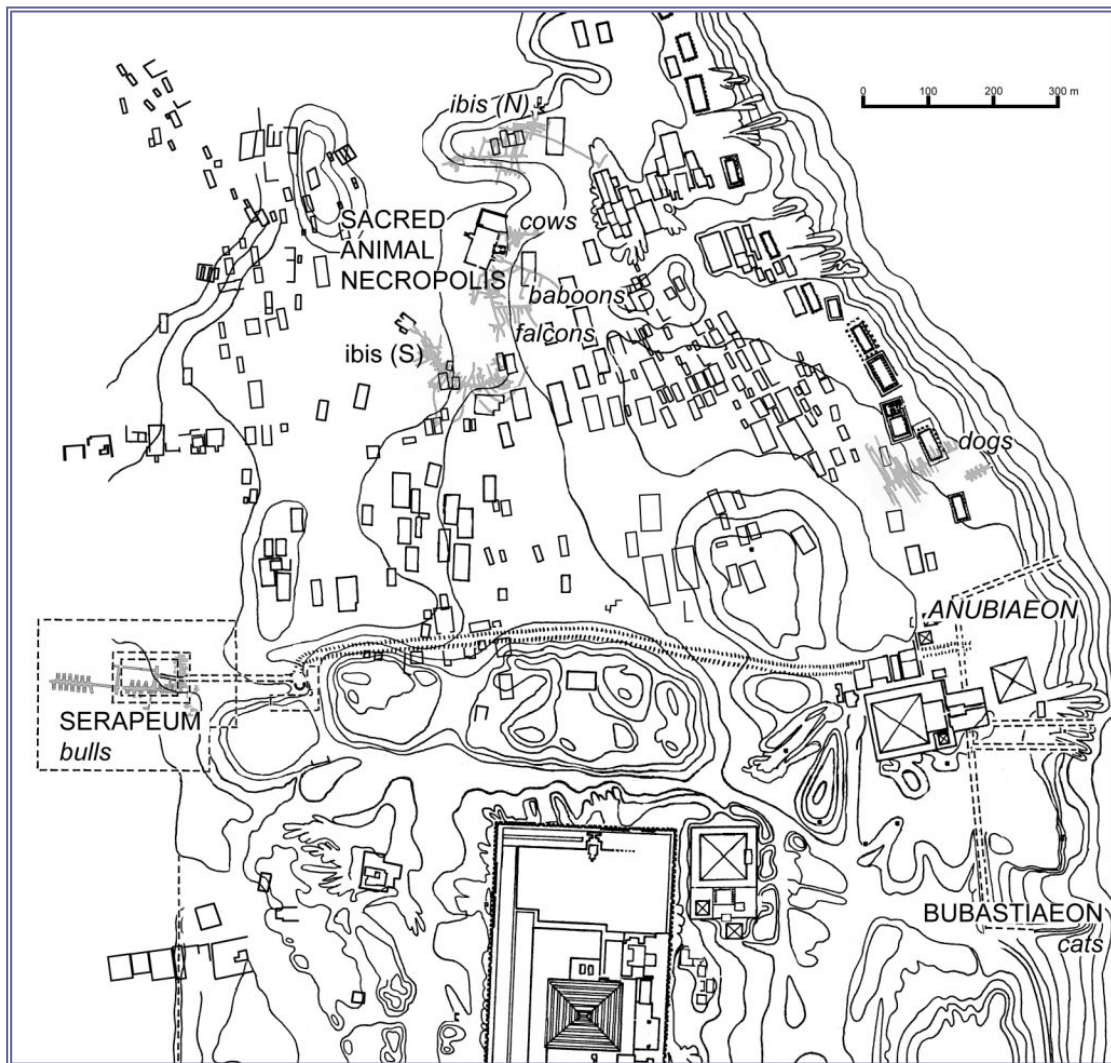 0 100 200 300 m
ibis (N)
SACRED
ANIMAL
NECROPOLIS
cows
baboons
falcons
ibis (S)
dogs
ANUBIAEON
SERAPEUM
bulls
BUBASTIAEON
cats